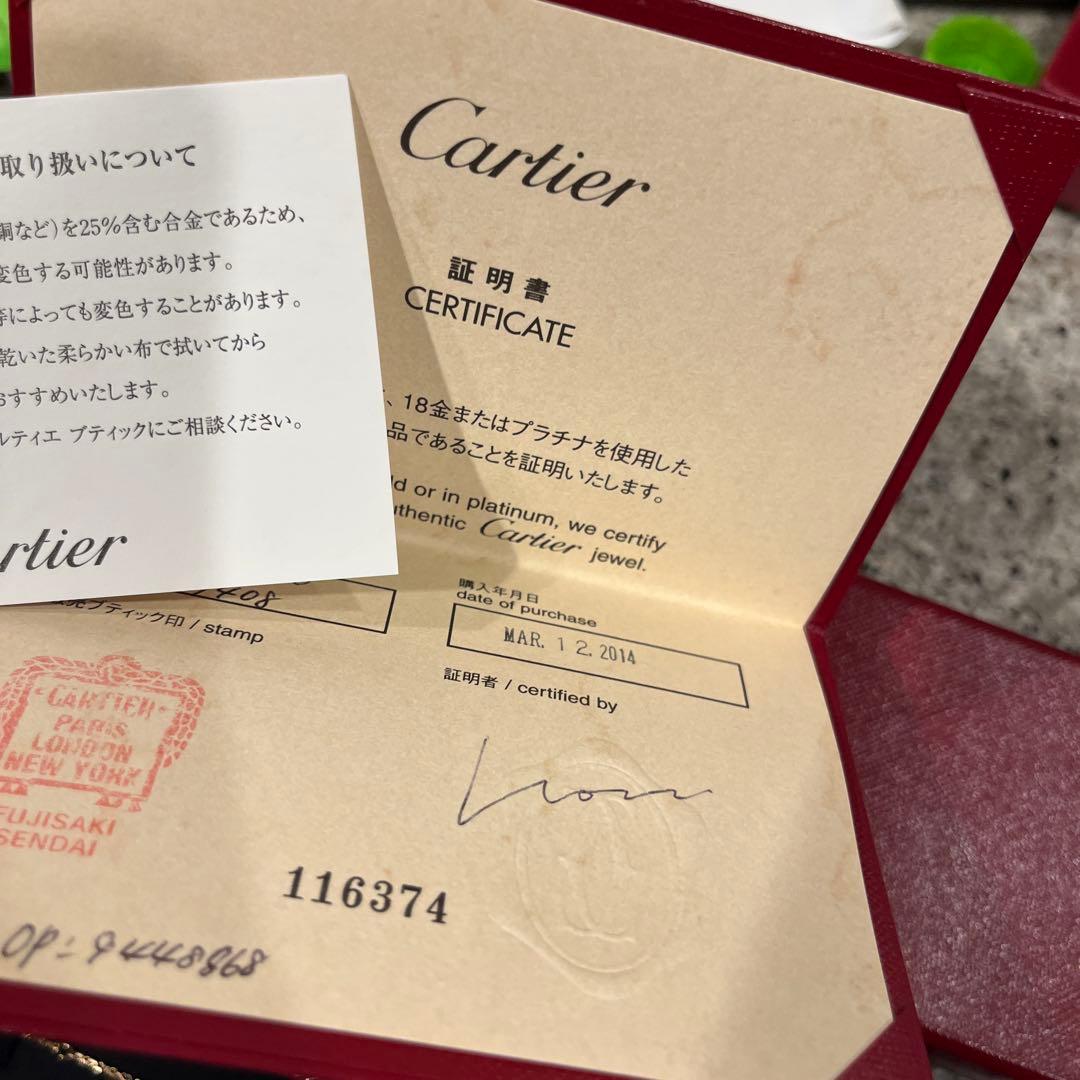 取り扱いについて
銅など)を25%含む合金であるため、
変色する可能性があります。
等によっても変色することがあります。
乾いた柔らかい布で拭いてから
おすすめいたします。
ルティエ ブティックにご相談ください。
rtier
Cartier
証明書
CERTIFICATE
、18金またはプラチナを使用した
品であることを証明いたします。
ld or in platinum, we certify
uthentic Cartier jewel.
408
ブティック印 / stamp
購入年月日
date of purchase
MAR. 12. 2014
証明者 / certified by
CARTIER
PARIS
LONDON
NEW YORK
FUJISAKI
SENDAI
116374
OP: 9448868